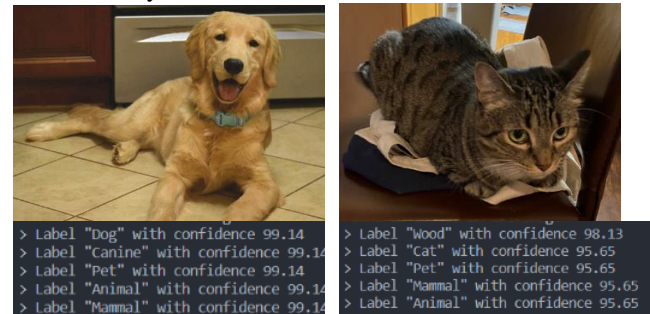 > Label "Dog" with confidence 99.14
> Label "Canine" with confidence 99.14
> Label "Pet" with confidence 99.14
> Label "Animal" with confidence 99.14
> Label "Mammal" with confidence 99.14
> Label "Wood" with confidence 98.13
> Label "Cat" with confidence 95.65
> Label "Pet" with confidence 95.65
> Label "Mammal" with confidence 95.65
> Label "Animal" with confidence 95.65